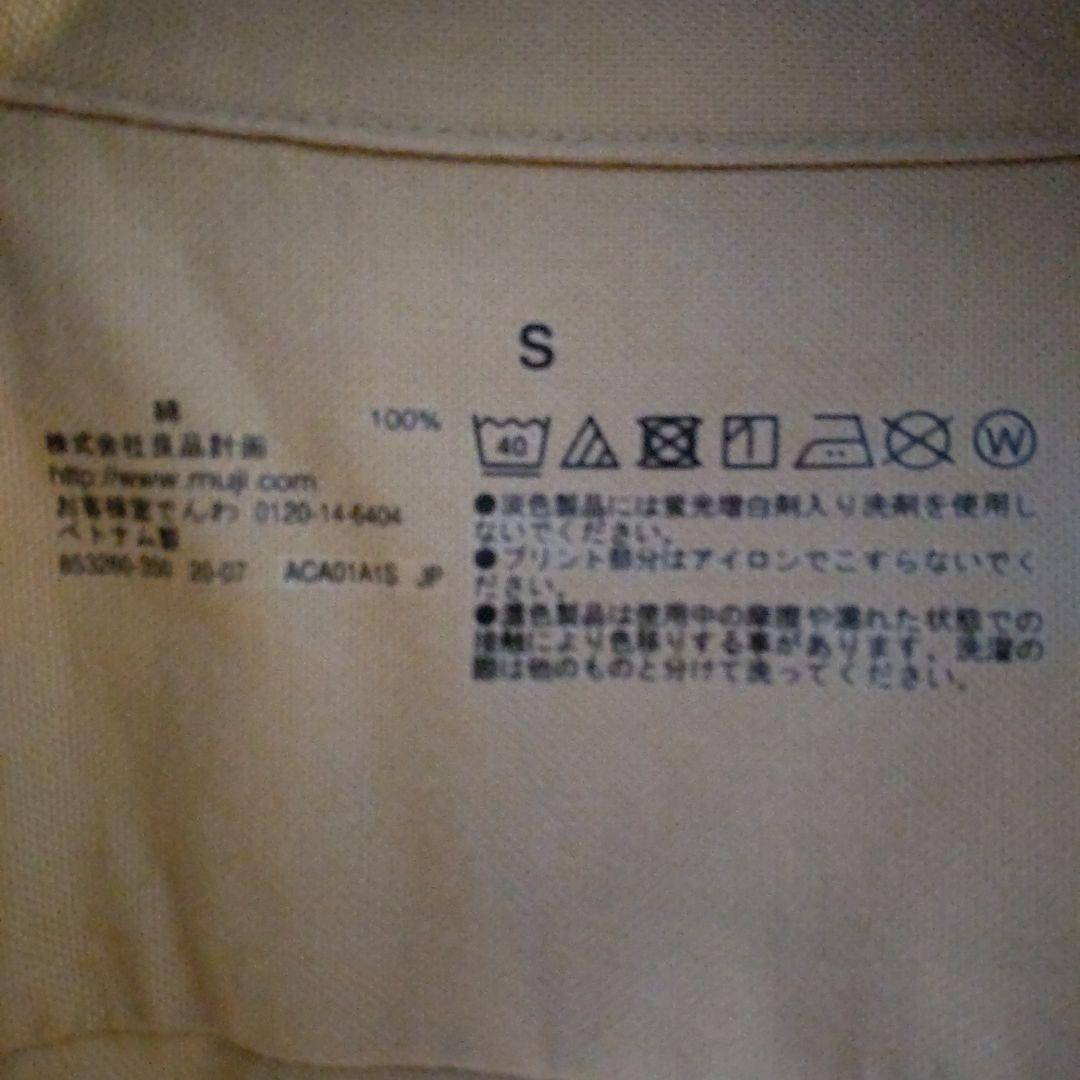 S
綿 100%
株式会社良品計画
http://www.muji.com
お客様室でんわ 0120-14-6404
ベトナム製
20-07 ACA01A1S JP
40
W
●淡色製品には蛍光増白剤入り洗剤を使用し
ないでください。
●プリント部分はアイロンでこすらないでく
ださい。
●濃色製品は使用中の摩擦や濡れた状態での
接触により色移りする事があります。洗濯の
際は他のものと分けて洗ってください。